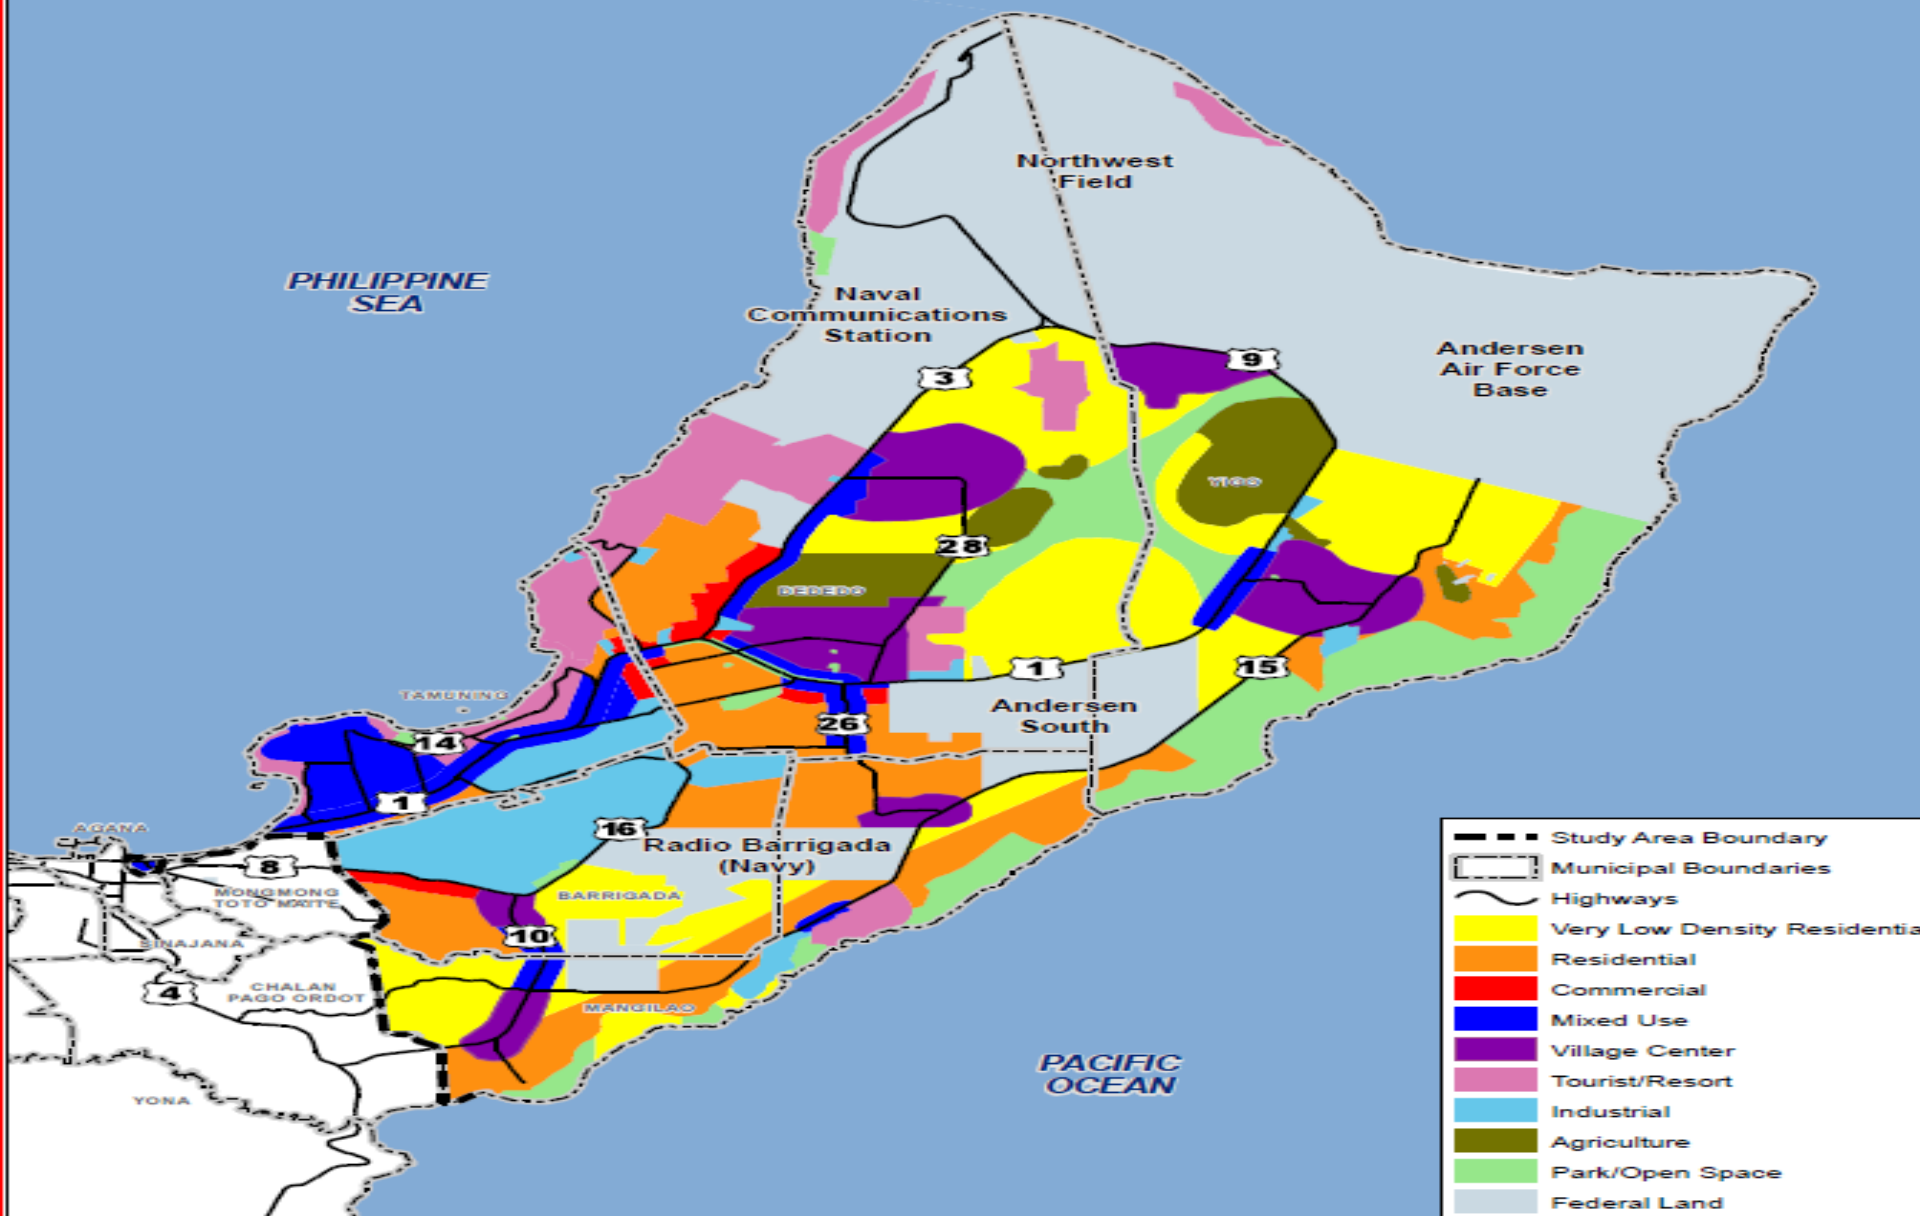 Northwest
Field
PHILIPPINE
SEA
Naval
Communications
Station
Andersen
Air Force
Base
9
3
YIGO
28
DEDEDO
1
15
TAMUNING
Andersen
South
26
14
1
16
AGANA
Radio Barrigada
(Navy)
8
MONGMONG
TOTO MAITE
BARRIGADA
10
SINAJANA
4
CHALAN
PAGO ORDOT
MANGILAO
YONA
PACIFIC
OCEAN
Study Area Boundary
Municipal Boundaries
Highways
Very Low Density Residentia
Residential
Commercial
Mixed Use
Village Center
Tourist/Resort
Industrial
Agriculture
Park/Open Space
Federal Land